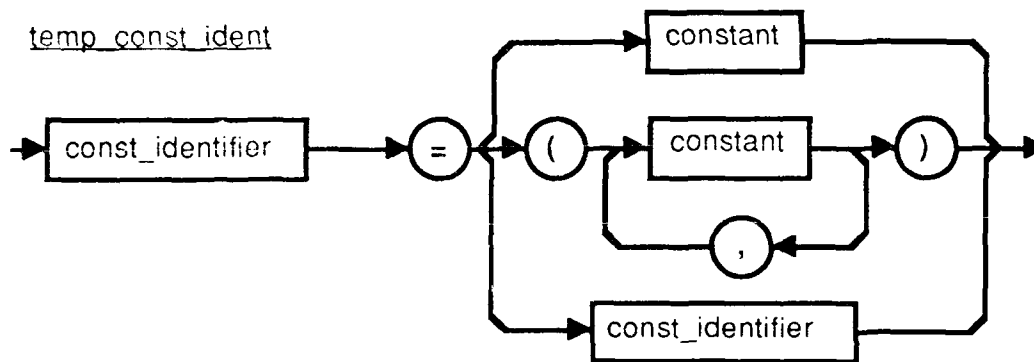 temp_const_ident
constant
const_identifier
=
(
constant
)
,
const_identifier